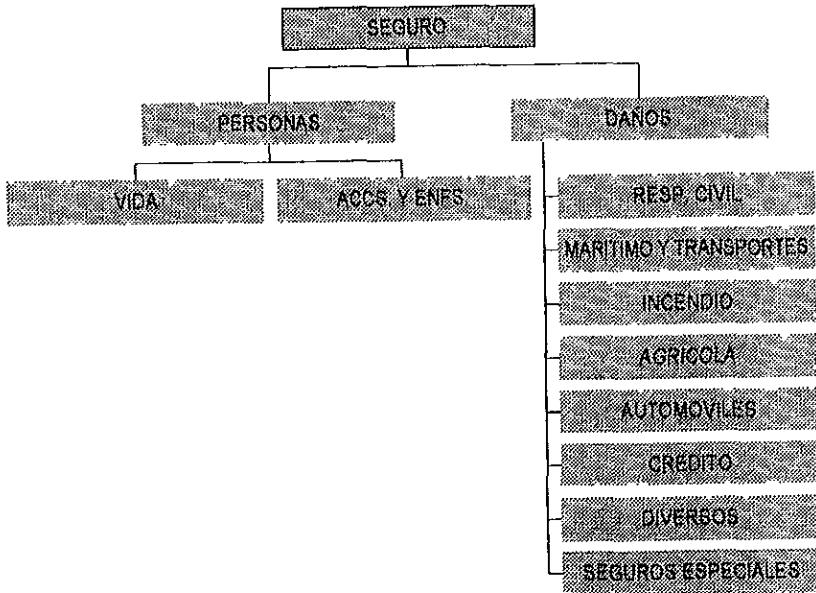 SEGURO
PERSONAS
DAÑOS
VIDA
ACCS. Y ENFS.
RESP. CIVIL
MARITIMO Y TRANSPORTES
INCENDIO
AGRICOLA
AUTOMOVILES
CREDITO
DIVERSOS
SEGUROS ESPECIALES